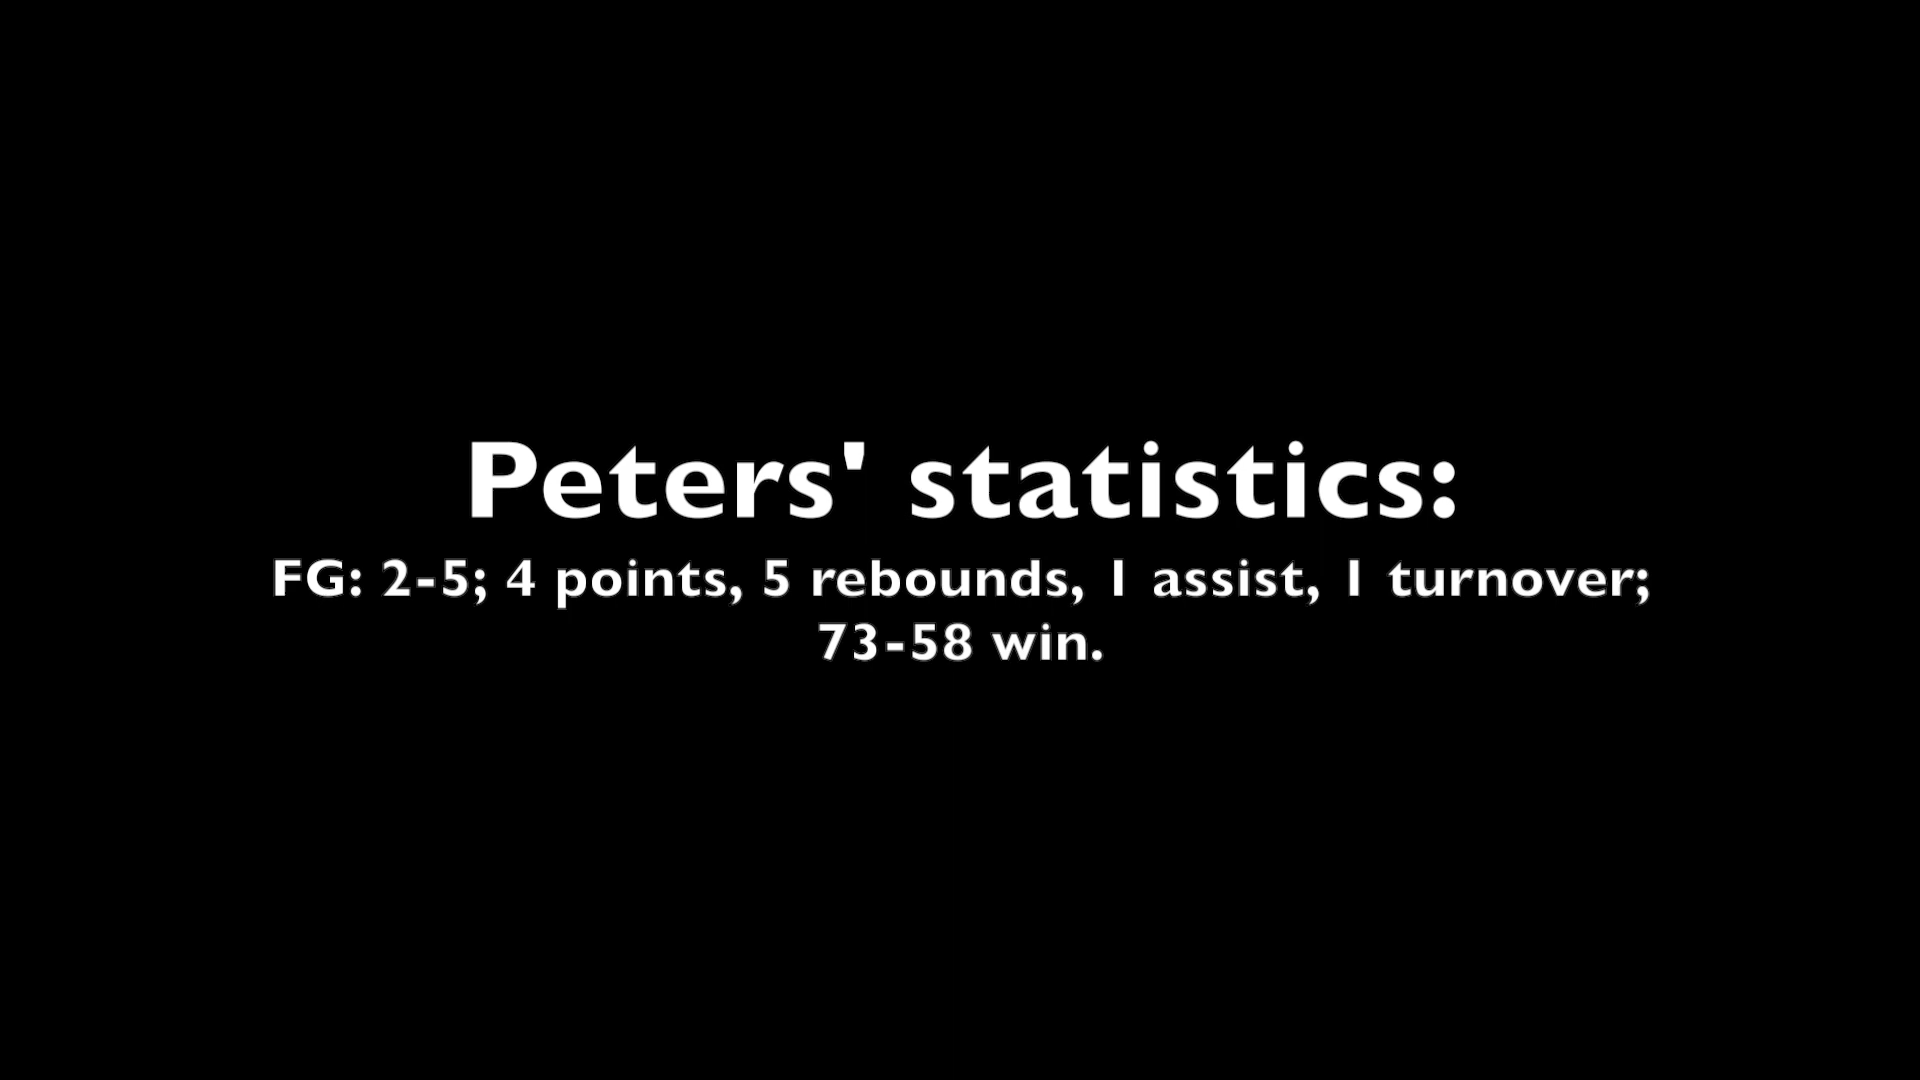 Peters' statistics:
FG: 2-5; 4 points, 5 rebounds, 1 assist, 1 turnover;
73-58 win.